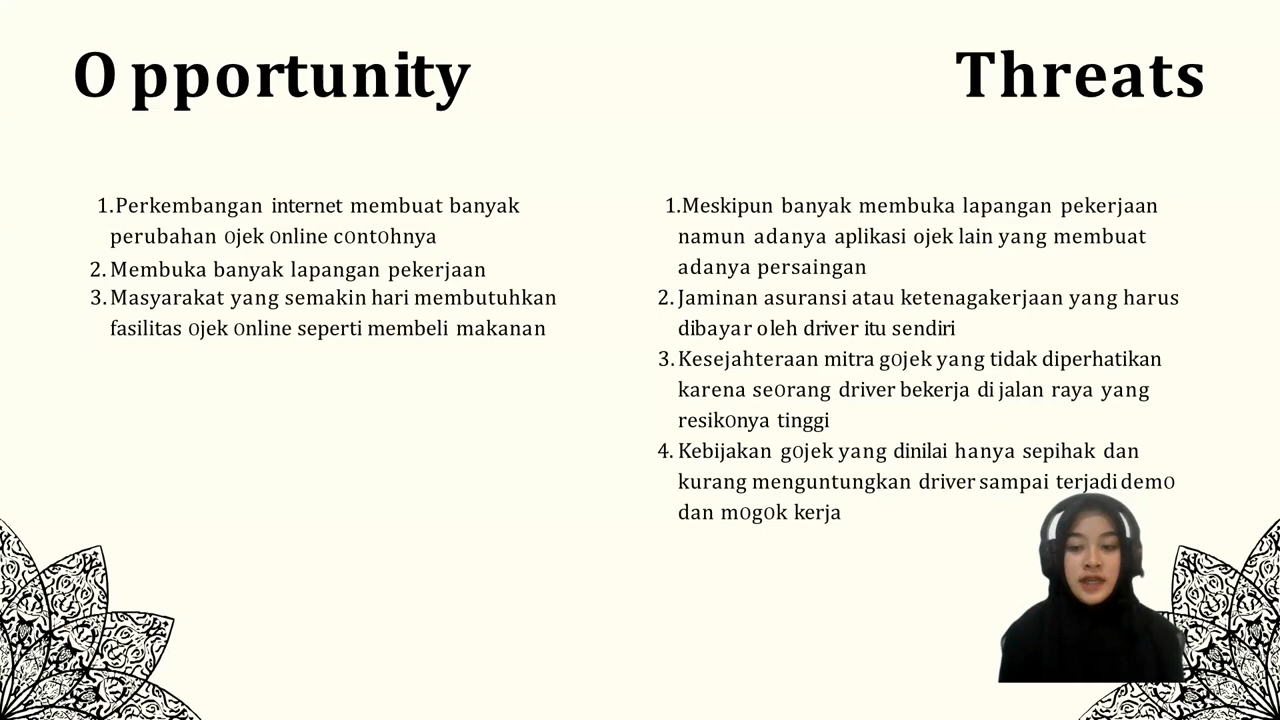 Opportunity
1.Perkembangan internet membuat banyak
perubahan ojek online contohnya
2. Membuka banyak lapangan pekerjaan
3. Masyarakat yang semakin hari membutuhkan
fasilitas ojek online seperti membeli makanan
Threats
1.Meskipun banyak membuka lapangan pekerjaan
namun adanya aplikasi ojek lain yang membuat
adanya persaingan
2. Jaminan asuransi atau ketenagakerjaan yang harus
dibayar oleh driver itu sendiri
3. Kesejahteraan mitra gojek yang tidak diperhatikan
karena seorang driver bekerja di jalan raya yang
resikonya tinggi
4. Kebijakan gojek yang dinilai hanya sepihak dan
kurang menguntungkan driver sampai terjadi demo
dan mogok kerja